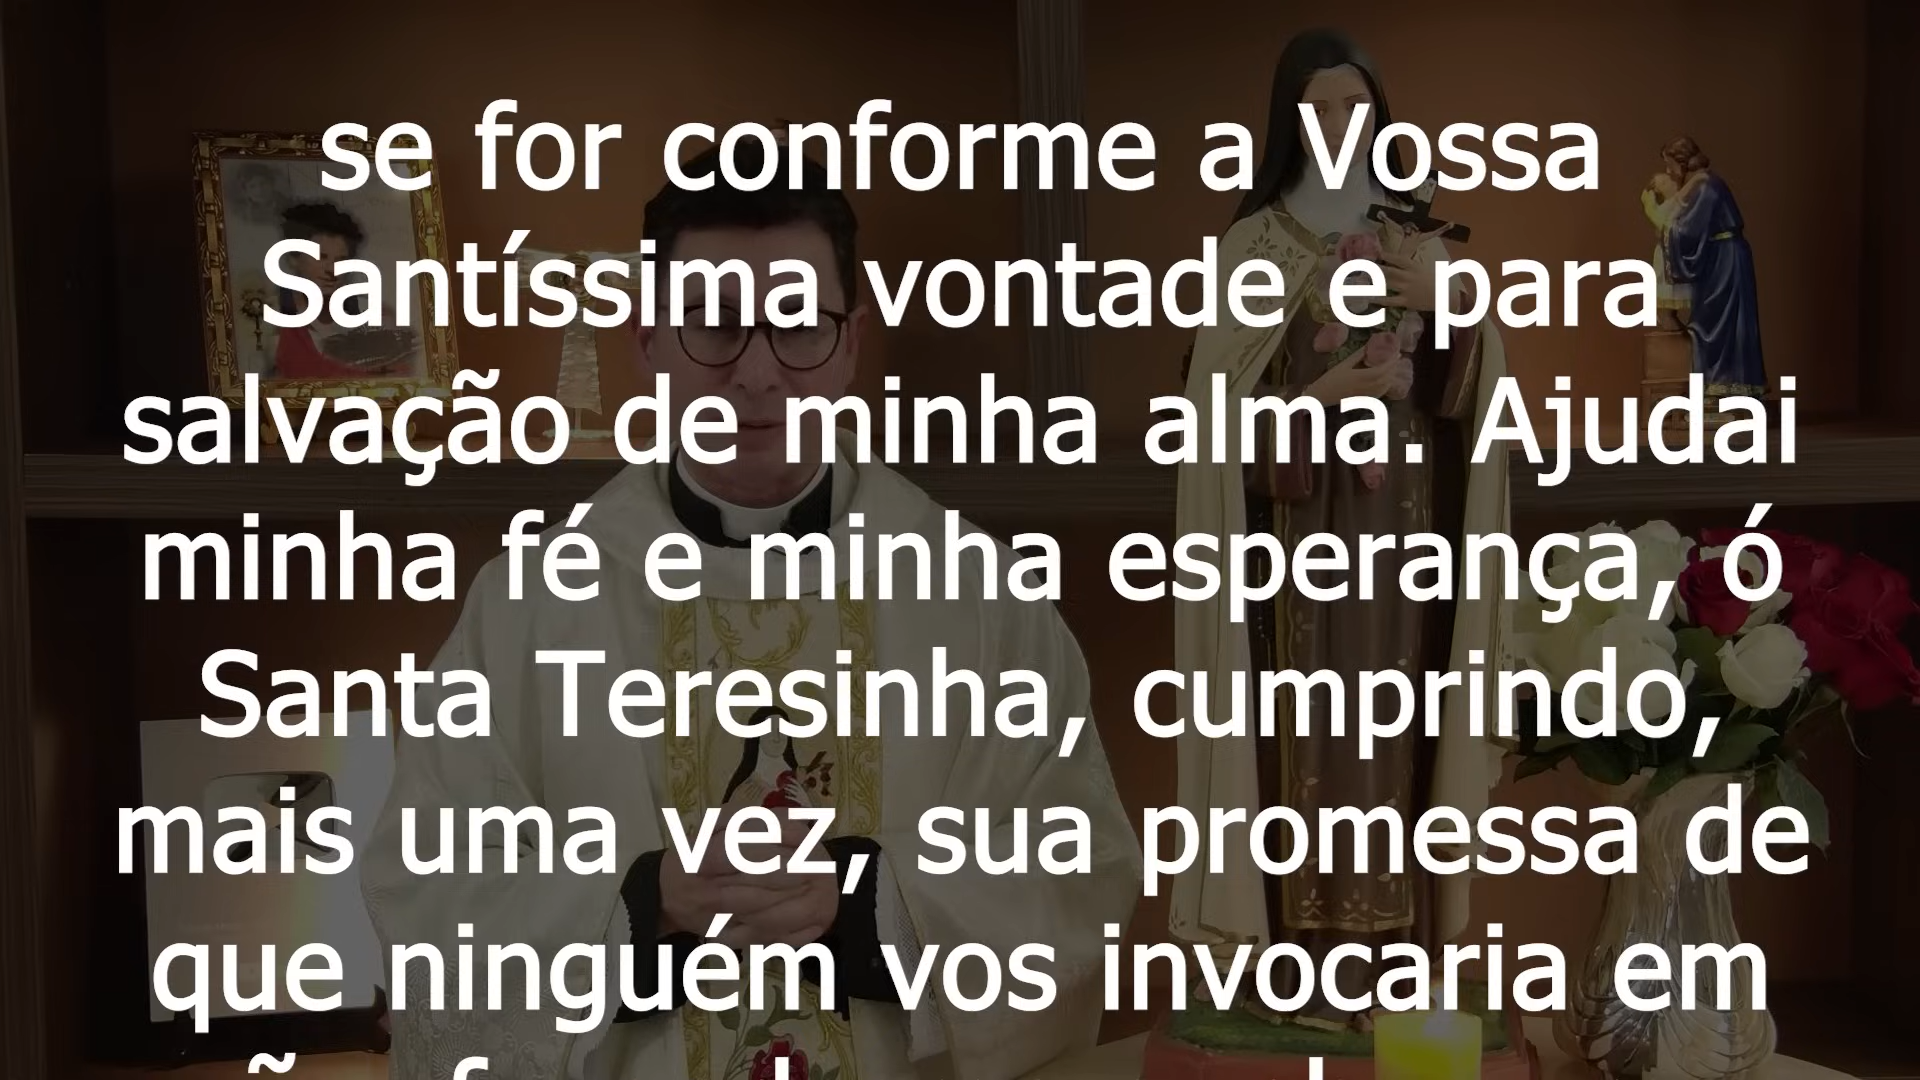 se for conforme a Vossa
Santíssima vontade e para
salvação de minha alma. Ajudai
minha fé e minha esperança, ó
Santa Teresinha, cumprindo,
mais uma vez, sua promessa de
que ninguém vos invocaria em